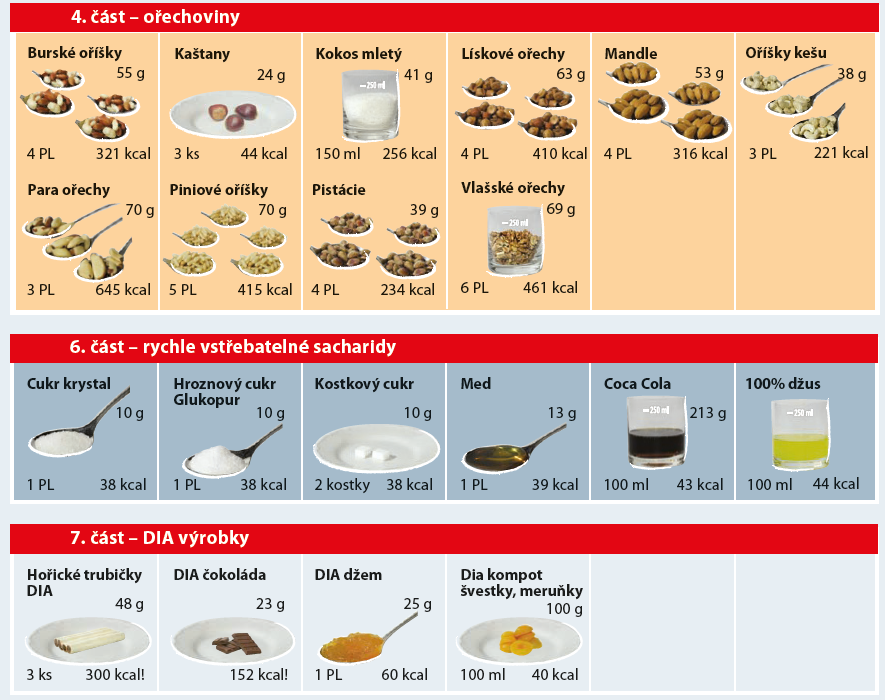 4. část – ořechoviny
Burské oříšky
55 g
4 PL 321 kcal
Kaštany
24 g
3 ks 44 kcal
Kokos mletý
250 ml
41 g
150 ml 256 kcal
Lískové ořechy
63 g
4 PL 410 kcal
Mandle
53 g
4 PL 316 kcal
Oříšky kešu
38 g
3 PL 221 kcal
Para ořechy
70 g
3 PL 645 kcal
Piniové oříšky
70 g
5 PL 415 kcal
Pistácie
39 g
4 PL 234 kcal
Vlašské ořechy
250 ml
69 g
6 PL 461 kcal
6. část – rychle vstřebatelné sacharidy
Cukr krystal
10 g
1 PL 38 kcal
Hroznový cukr
Glukopur
10 g
1 PL 38 kcal
Kostkový cukr
10 g
2 kostky 38 kcal
Med
13 g
1 PL 39 kcal
Coca Cola
250 ml
213 g
100 ml 43 kcal
100% džus
250 ml
100 ml 44 kcal
7. část – DIA výrobky
Hořické trubičky
DIA
48 g
3 ks 300 kcal!
DIA čokoláda
23 g
152 kcal!
DIA džem
25 g
1 PL 60 kcal
Dia kompot
švestky, meruňky
100 g
100 ml 40 kcal